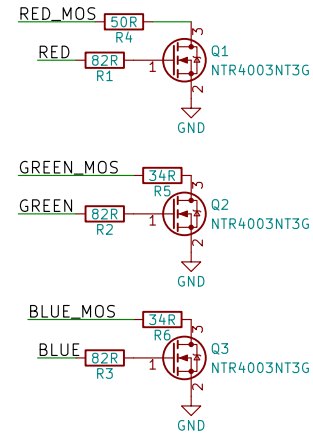 RED_MOS
50R
R4
3
Q1
RED
82R
R1
1
NTR4003NT3G
2
GND
GREEN_MOS
34R
R5
3
Q2
GREEN
82R
R2
1
NTR4003NT3G
2
GND
BLUE_MOS
34R
R6
3
Q3
BLUE
82R
R3
1
NTR4003NT3G
2
GND